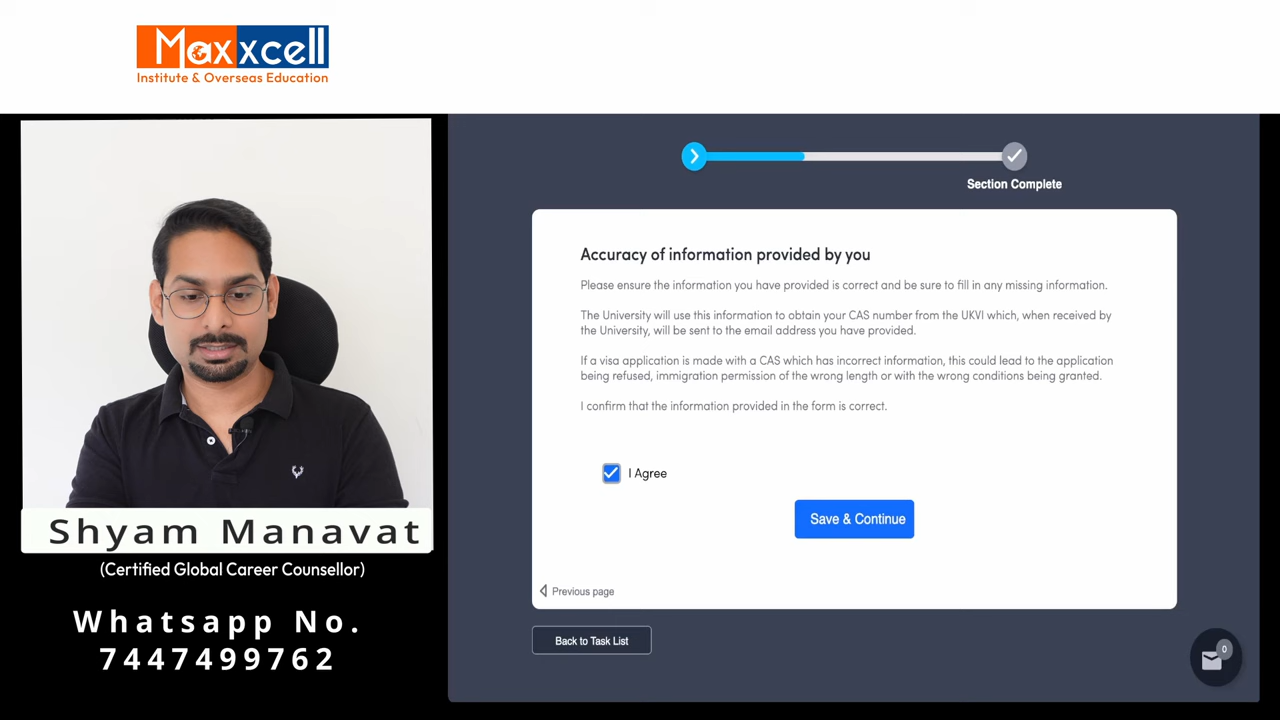 Maxxcell
Institute & Overseas Education
Section Complete
Accuracy of information provided by you
Please ensure the information you have provided is correct and be sure to fill in any missing information.
The University will use this information to obtain your CAS number from the UKVI which, when received by
the University, will be sent to the email address you have provided.
If a visa application is made with a CAS which has incorrect information, this could lead to the application
being refused, immigration permission of the wrong length or with the wrong conditions being granted.
I confirm that the information provided in the form is correct.
I Agree
Save & Continue
Previous page
Back to Task List
0
Shyam Manavat
(Certified Global Career Counsellor)
Whatsapp No.
7447499762